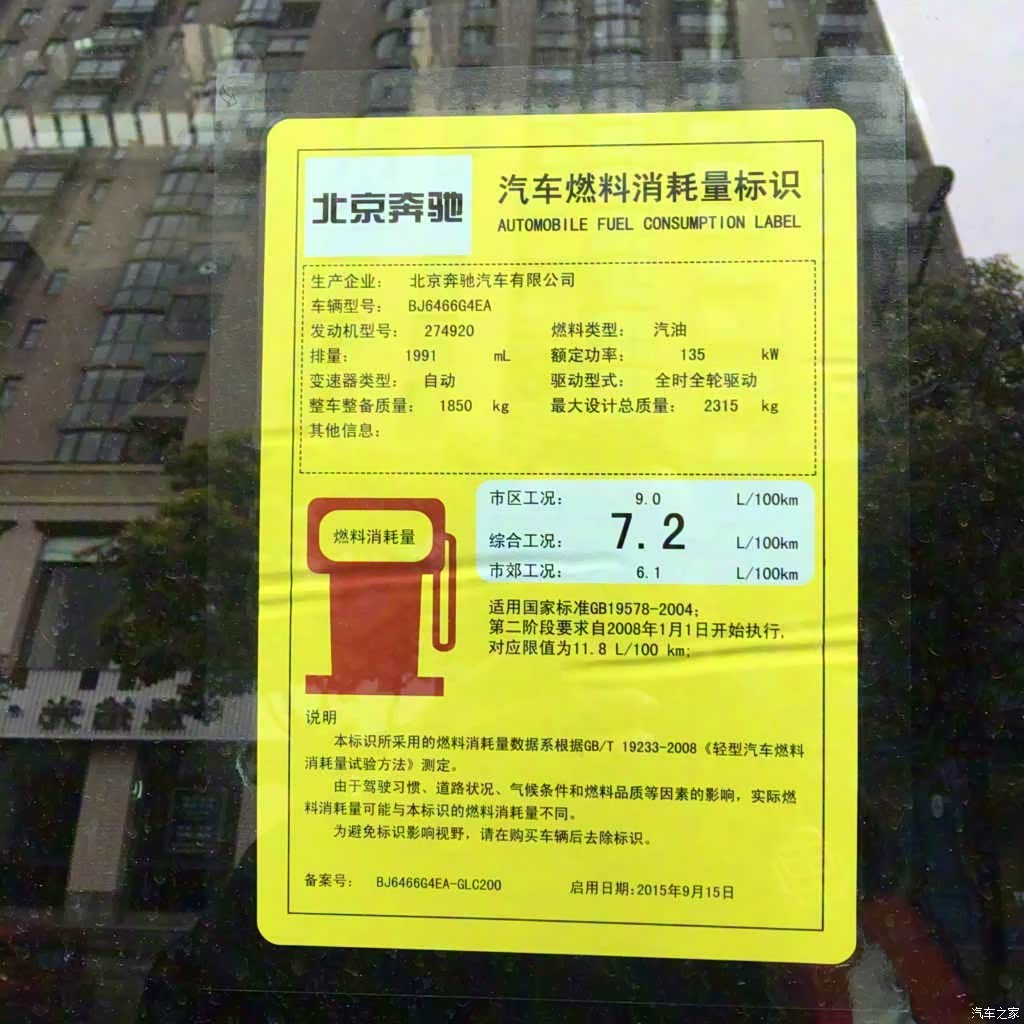 北京奔驰
汽车燃料消耗量标识
AUTOMOBILE FUEL CONSUMPTION LABEL
生产企业: 北京奔驰汽车有限公司
车辆型号: BJ6466G4EA
发动机型号: 274920 燃料类型: 汽油
排量: 1991 mL 额定功率: 135 kW
变速器类型: 自动 驱动型式: 全时全轮驱动
整车整备质量: 1850 kg 最大设计总质量: 2315 kg
其他信息:
燃料消耗量
市区工况: 9.0 L/100km
综合工况: 7.2 L/100km
市郊工况: 6.1 L/100km
适用国家标准GB19578-2004;
第二阶段要求自2008年1月1日开始执行,
对应限值为11.8 L/100 km;
说明
本标识所采用的燃料消耗量数据系根据GB/T 19233-2008《轻型汽车燃料
消耗量试验方法》测定。
由于驾驶习惯、道路状况、气候条件和燃料品质等因素的影响，实际燃
料消耗量可能与本标识的燃料消耗量不同。
为避免标识影响视野，请在购买车辆后去除标识。
备案号: BJ6466G4EA-GLC200 启用日期:2015年9月15日
汽车之家